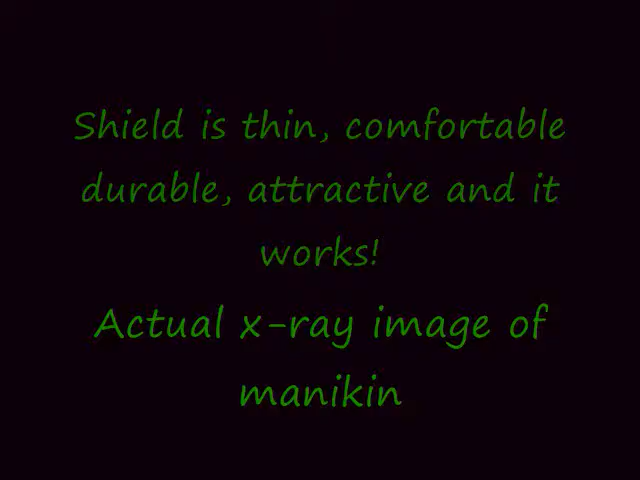 Shield is thin, comfortable
durable, attractive and it
works!
Actual x-ray image of
manikin